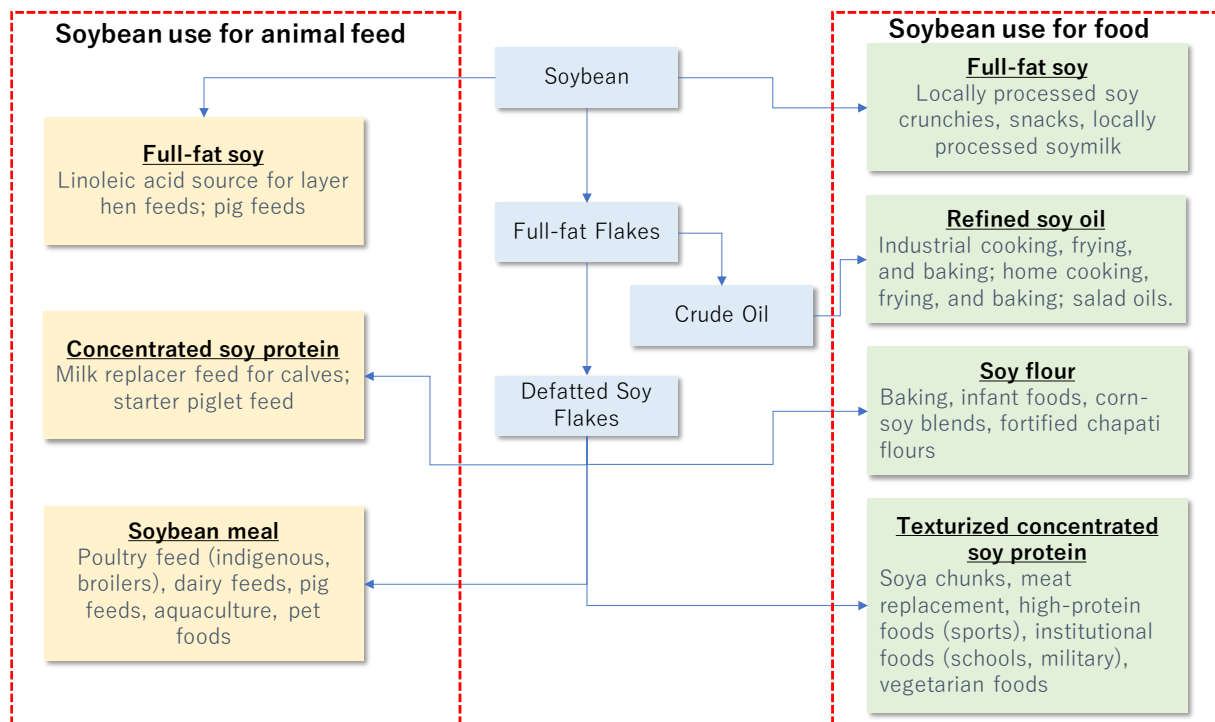 Soybean use for animal feed
Full-fat soy
Linoleic acid source for layer
hen feeds; pig feeds
Concentrated soy protein
Milk replacer feed for calves;
starter piglet feed
Soybean meal
Poultry feed (indigenous,
broilers), dairy feeds, pig
feeds, aquaculture, pet
foods
Soybean
Full-fat Flakes
Crude Oil
Defatted Soy
Flakes
Soybean use for food
Full-fat soy
Locally processed soy
crunchies, snacks, locally
processed soymilk
Refined soy oil
Industrial cooking, frying,
and baking; home cooking,
frying, and baking; salad oils.
Soy flour
Baking, infant foods, corn-
soy blends, fortified chapati
flours
Texturized concentrated
soy protein
Soya chunks, meat
replacement, high-protein
foods (sports), institutional
foods (schools, military),
vegetarian foods